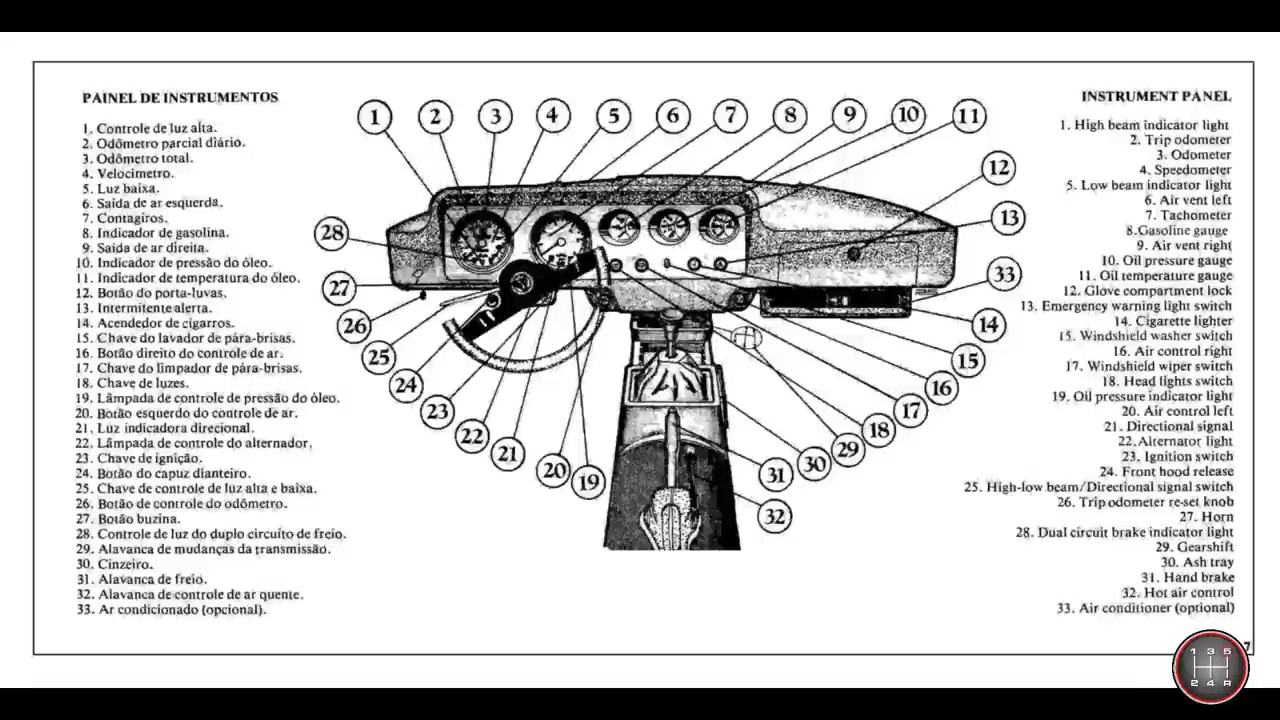 PAINEL DE INSTRUMENTOS
1. Controle de luz alta.
2. Odômetro parcial diário.
3. Odômetro total.
4. Velocimetro.
5. Luz baixa.
6. Saída de ar esquerda.
7. Contagiros.
8. Indicador de gasolina.
9. Saída de ar direita.
10. Indicador de pressão do óleo.
11. Indicador de temperatura do óleo.
12. Botão do porta-luvas.
13. Intermitente alerta.
14. Acendedor de cigarros.
15. Chave do lavador de pára-brisas.
16. Botão direito do controle de ar.
17. Chave do limpador de pára-brisas.
18. Chave de luzes.
19. Lâmpada de controle de pressão do óleo.
20. Botão esquerdo do controle de ar.
21. Luz indicadora direcional.
22. Lâmpada de controle do alternador.
23. Chave de ignição.
24. Botão do capuz dianteiro.
25. Chave de controle de luz alta e baixa.
26. Botão de controle do odômetro.
27. Botão buzina.
28. Controle de luz do duplo circuito de freio.
29. Alavanca de mudanças da transmissão.
30. Cinzeiro.
31. Alavanca de freio.
32. Alavanca de controle de ar quente.
33. Ar condicionado (opcional).
1 2 3 4 5 6 7 8 9 10 11
12
13
28
33
27
26
14
25
15
24
16
23
17
22
18
21
29
20
30
19
31
32
INSTRUMENT PANEL
1. High beam indicator light
2. Trip odometer
3. Odometer
4. Speedometer
5. Low beam indicator light
6. Air vent left
7. Tachometer
8.Gasoline gauge
9. Air vent right
10. Oil pressure gauge
11. Oil temperature gauge
12. Glove compartment lock
13. Emergency warning light switch
14. Cigarette lighter
15. Windshield washer switch
16. Air control right
17. Windshield wiper switch
18. Head lights switch
19. Oil pressure indicator light
20. Air control left
21. Directional signal
22.Alternator light
23. Ignition switch
24. Front hood release
25. High-low beam/Directional signal switch
26. Trip odometer re-set knob
27. Horn
28. Dual circuit brake indicator light
29. Gearshift
30. Ash tray
31. Hand brake
32. Hot air control
33. Air conditioner (optional)
7
1 3 5
2 4 R